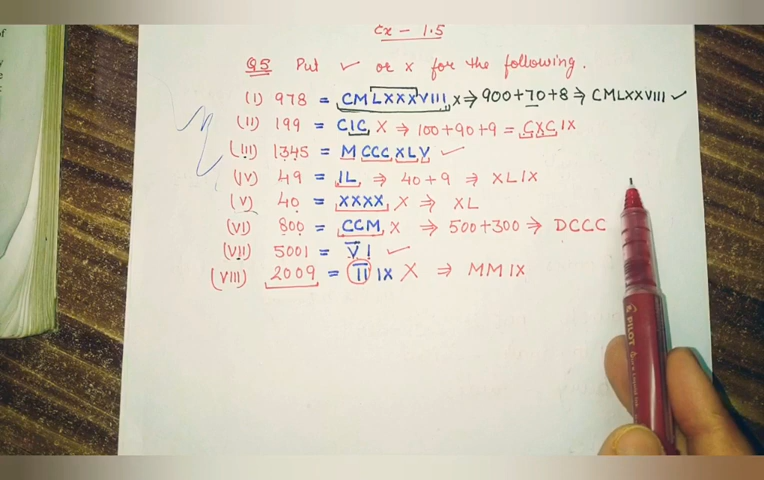 Ex - 1.5
Q5 Put ✓ or x for the following.
(I) 978 = CMLXXXVIII X ⇒ 900+70+8 ⇒ CMLXXVIII ✓
(II) 199 = CIC X ⇒ 100+90+9 = CXCIX
(III) 1345 = MCCCXLV ✓
(IV) 49 = IL ⇒ 40+9 ⇒ XLIX
(V) 40 = XXXX X ⇒ XL
(VI) 800 = CCM X ⇒ 500+300 ⇒ DCCC
(VII) 5001 = V̅I ✓
(VIII) 2009 = I̅I̅IX X ⇒ MMIX
PILOT